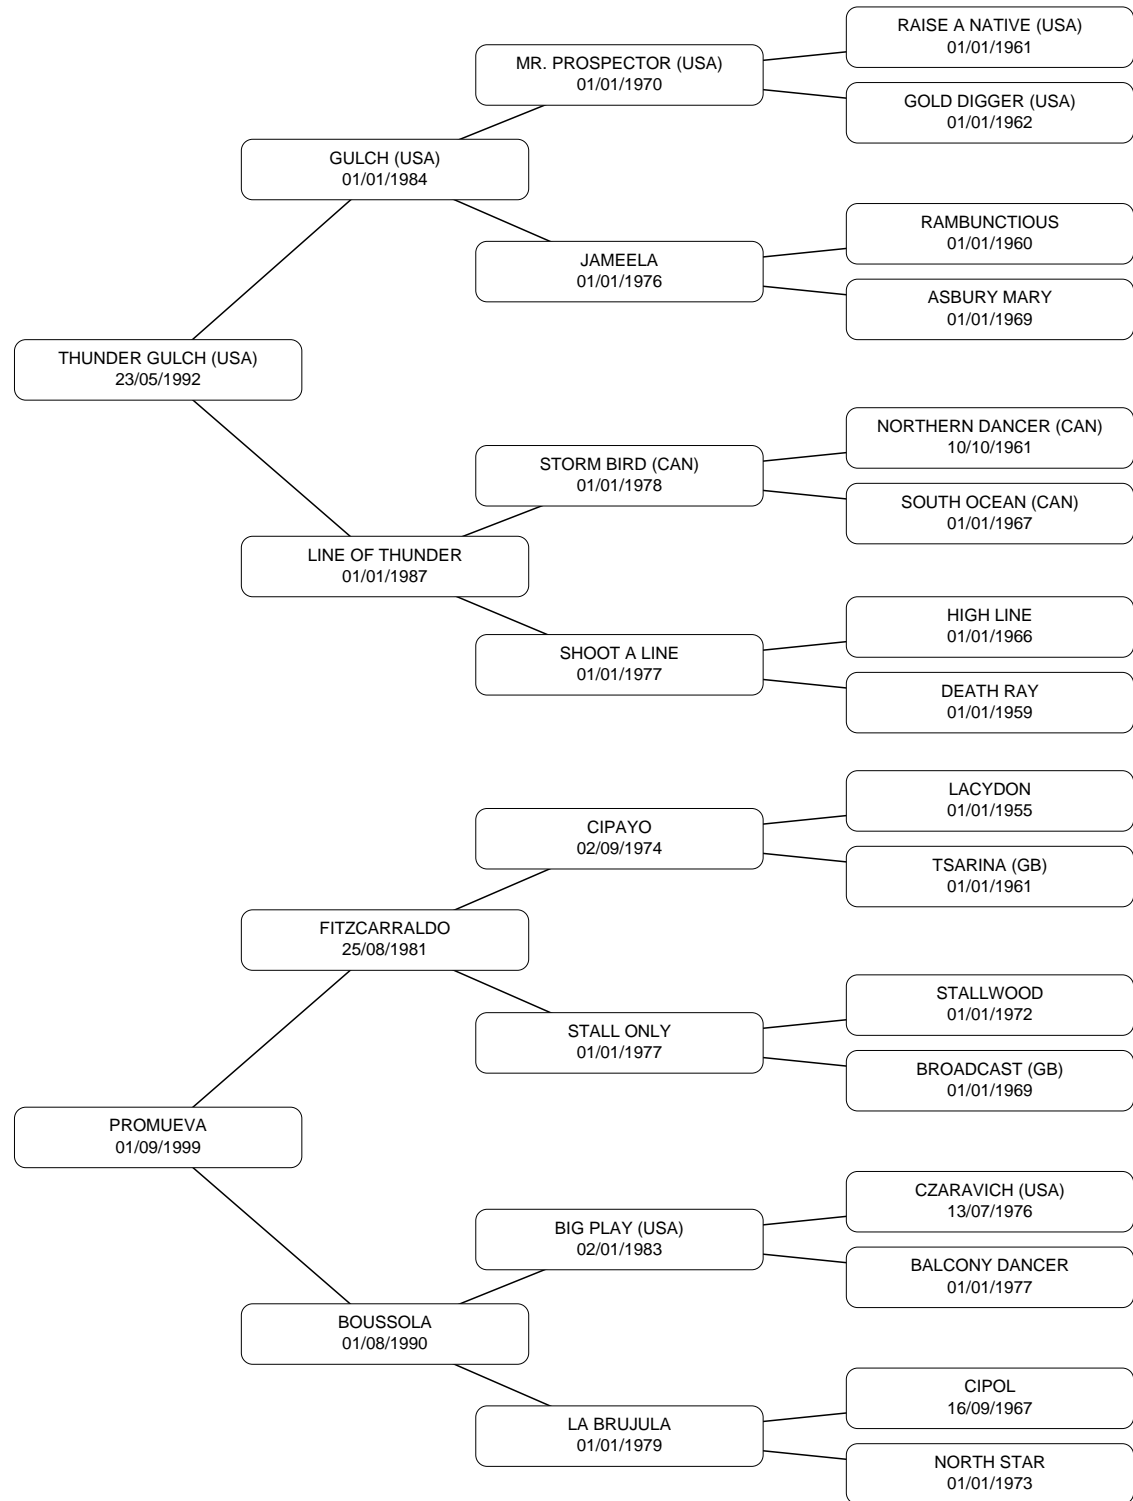 RAISE A NATIVE (USA)
01/01/1961
MR. PROSPECTOR (USA)
01/01/1970
GOLD DIGGER (USA)
01/01/1962
GULCH (USA)
01/01/1984
RAMBUNCTIOUS
01/01/1960
JAMEELA
01/01/1976
ASBURY MARY
01/01/1969
THUNDER GULCH (USA)
23/05/1992
NORTHERN DANCER (CAN)
10/10/1961
STORM BIRD (CAN)
01/01/1978
SOUTH OCEAN (CAN)
01/01/1967
LINE OF THUNDER
01/01/1987
HIGH LINE
01/01/1966
SHOOT A LINE
01/01/1977
DEATH RAY
01/01/1959
LACYDON
01/01/1955
CIPAYO
02/09/1974
TSARINA (GB)
01/01/1961
FITZCARRALDO
25/08/1981
STALLWOOD
01/01/1972
STALL ONLY
01/01/1977
BROADCAST (GB)
01/01/1969
PROMUEVA
01/09/1999
CZARAVICH (USA)
13/07/1976
BIG PLAY (USA)
02/01/1983
BALCONY DANCER
01/01/1977
BOUSSOLA
01/08/1990
CIPOL
16/09/1967
LA BRUJULA
01/01/1979
NORTH STAR
01/01/1973